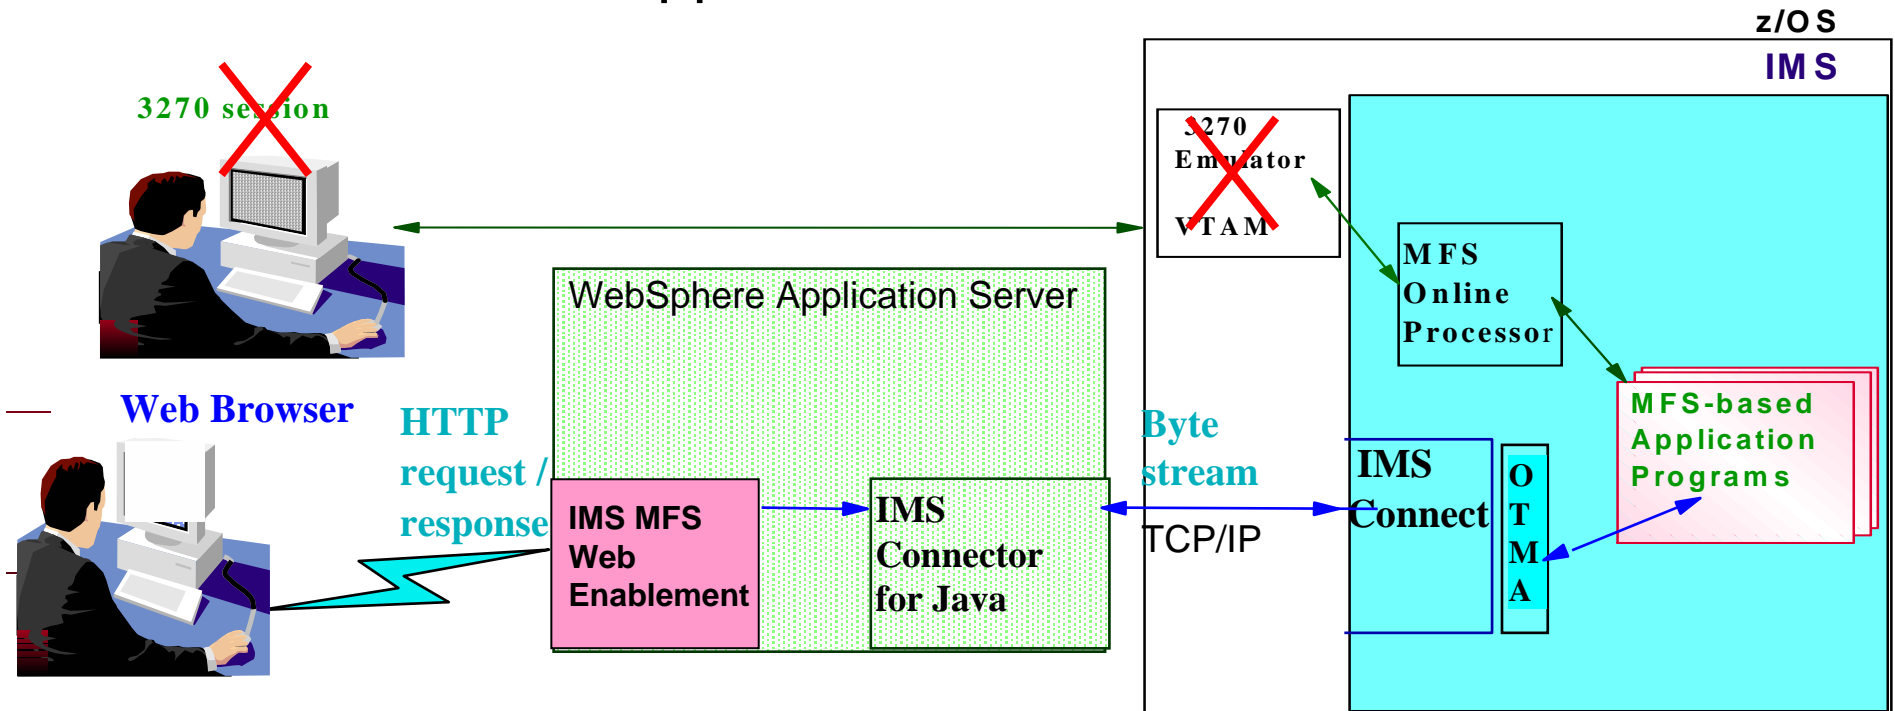 z/OS
IMS
3270 session
3270
Emulator
VTAM
MFS
Online
Processor
WebSphere Application Server
Web Browser
HTTP
request /
response
Byte
stream
TCP/IP
MFS-based
Application
Programs
IMS MFS
Web
Enablement
IMS
Connector
for Java
IMS
Connect
O
T
M
A